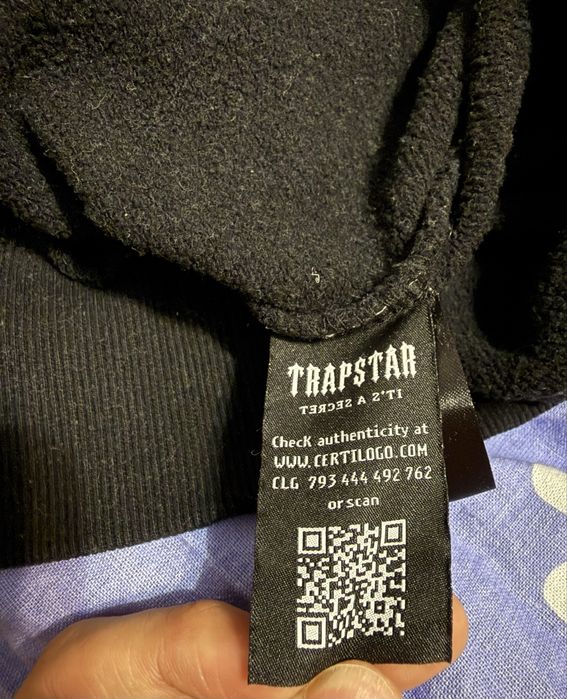 TRAPSTAR
IT'S A SECRET
Check authenticity at
WWW.CERTILOGO.COM
CLG 793 444 492 762
or scan